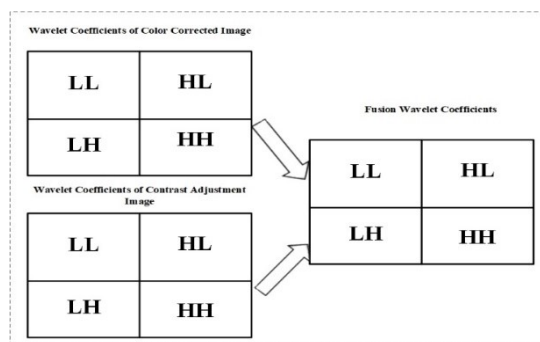 Wavelet Coefficients of Color Corrected Image
LL HL
LH HH
Wavelet Coefficients of Contrast Adjustment
Image
LL HL
LH HH
Fusion Wavelet Coefficients
LL HL
LH HH